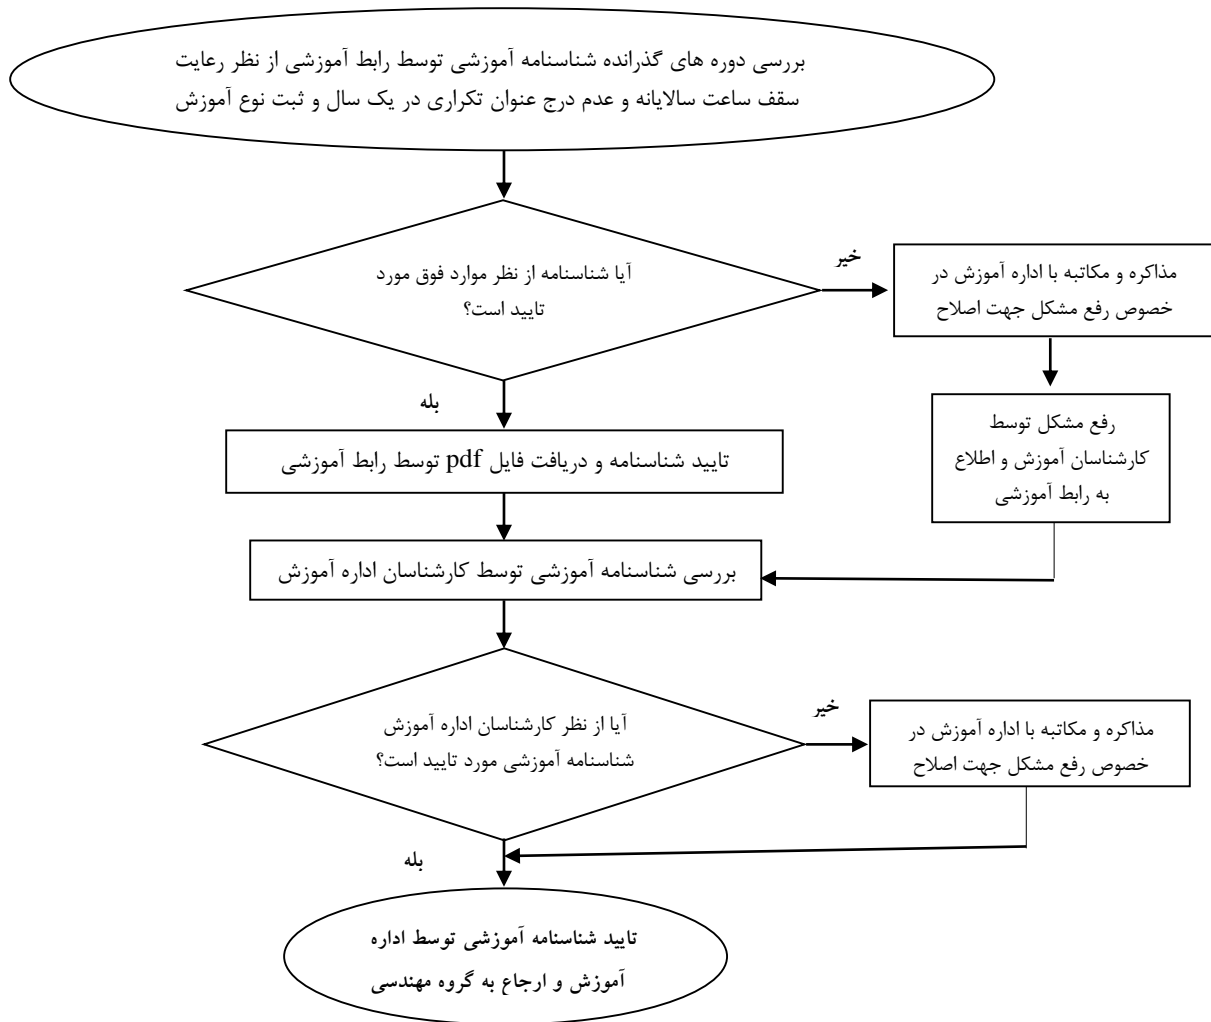 بررسی دوره های گذرانده شناسنامه آموزشی توسط رابط آموزشی از نظر رعایت
سقف ساعت سالایانه و عدم درج عنوان تکراری در یک سال و ثبت نوع آموزش
آیا شناسنامه از نظر موارد فوق مورد
تایید است؟
خیر
مذاکره و مکاتبه با اداره آموزش در
خصوص رفع مشکل جهت اصلاح
رفع مشکل توسط
کارشناسان آموزش و اطلاع
به رابط آموزشی
بله
تایید شناسنامه و دریافت فایل pdf توسط رابط آموزشی
بررسی شناسنامه آموزشی توسط کارشناسان اداره آموزش
آیا از نظر کارشناسان اداره آموزش
شناسنامه آموزشی مورد تایید است؟
خیر
مذاکره و مکاتبه با اداره آموزش در
خصوص رفع مشکل جهت اصلاح
بله
تایید شناسنامه آموزشی توسط اداره
آموزش و ارجاع به گروه مهندسی